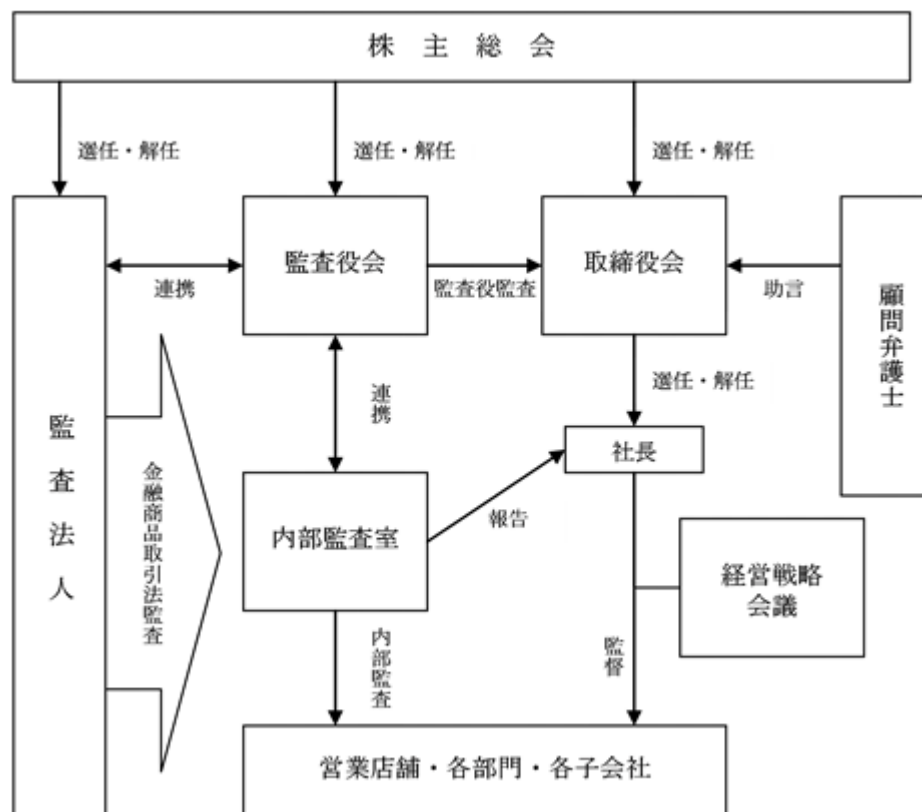 株主総会
選任・解任
選任・解任
選任・解任
監査法人
連携
監査役会
監査役監査
取締役会
助言
顧問弁護士
選任・解任
連携
社長
金融商品取引法監査
内部監査室
報告
経営戦略
会議
内部監査
監督
営業店舗・各部門・各子会社